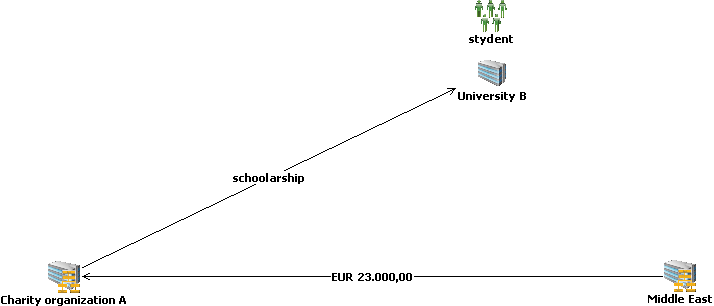 stydent
University B
schoolarship
EUR 23.000,00
Charity organization A
Middle East